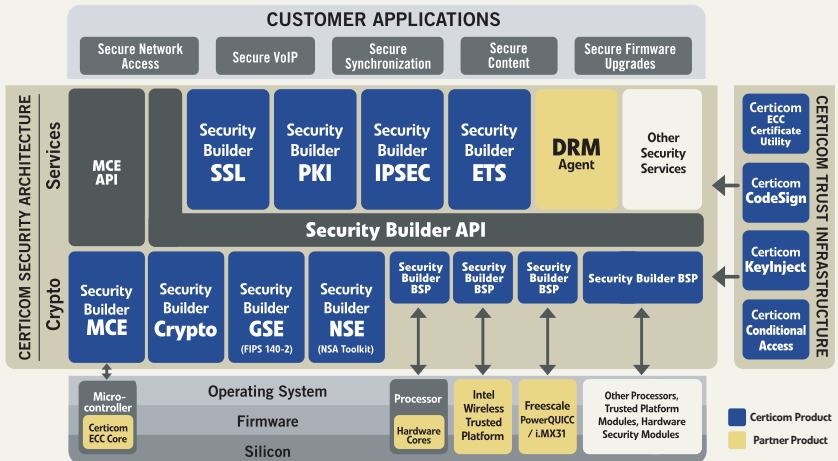 CUSTOMER APPLICATIONS
Secure Network
Access
Secure VoIP
Secure
Synchronization
Secure
Content
Secure Firmware
Upgrades
CERTICOM SECURITY ARCHITECTURE
Services
MCE
API
Security
Builder
SSL
Security
Builder
PKI
Security
Builder
IPSEC
Security
Builder
ETS
DRM
Agent
Other
Security
Services
Security Builder API
Crypto
Security
Builder
MCE
Security
Builder
Crypto
Security
Builder
GSE
(FIPS 140-2)
Security
Builder
NSE
(NSA Toolkit)
Security
Builder
BSP
Security
Builder
BSP
Security
Builder
BSP
Security Builder BSP
CERTICOM TRUST INFRASTRUCTURE
Certicom
ECC
Certificate
Utility
Certicom
CodeSign
Certicom
KeyInject
Certicom
Conditional
Access
Micro-
controller
Certicom
ECC Core
Operating System
Firmware
Silicon
Processor
Hardware
Cores
Intel
Wireless
Trusted
Platform
Freescale
PowerQUICC
/ i.MX31
Other Processors,
Trusted Platform
Modules, Hardware
Security Modules
Certicom Product
Partner Product